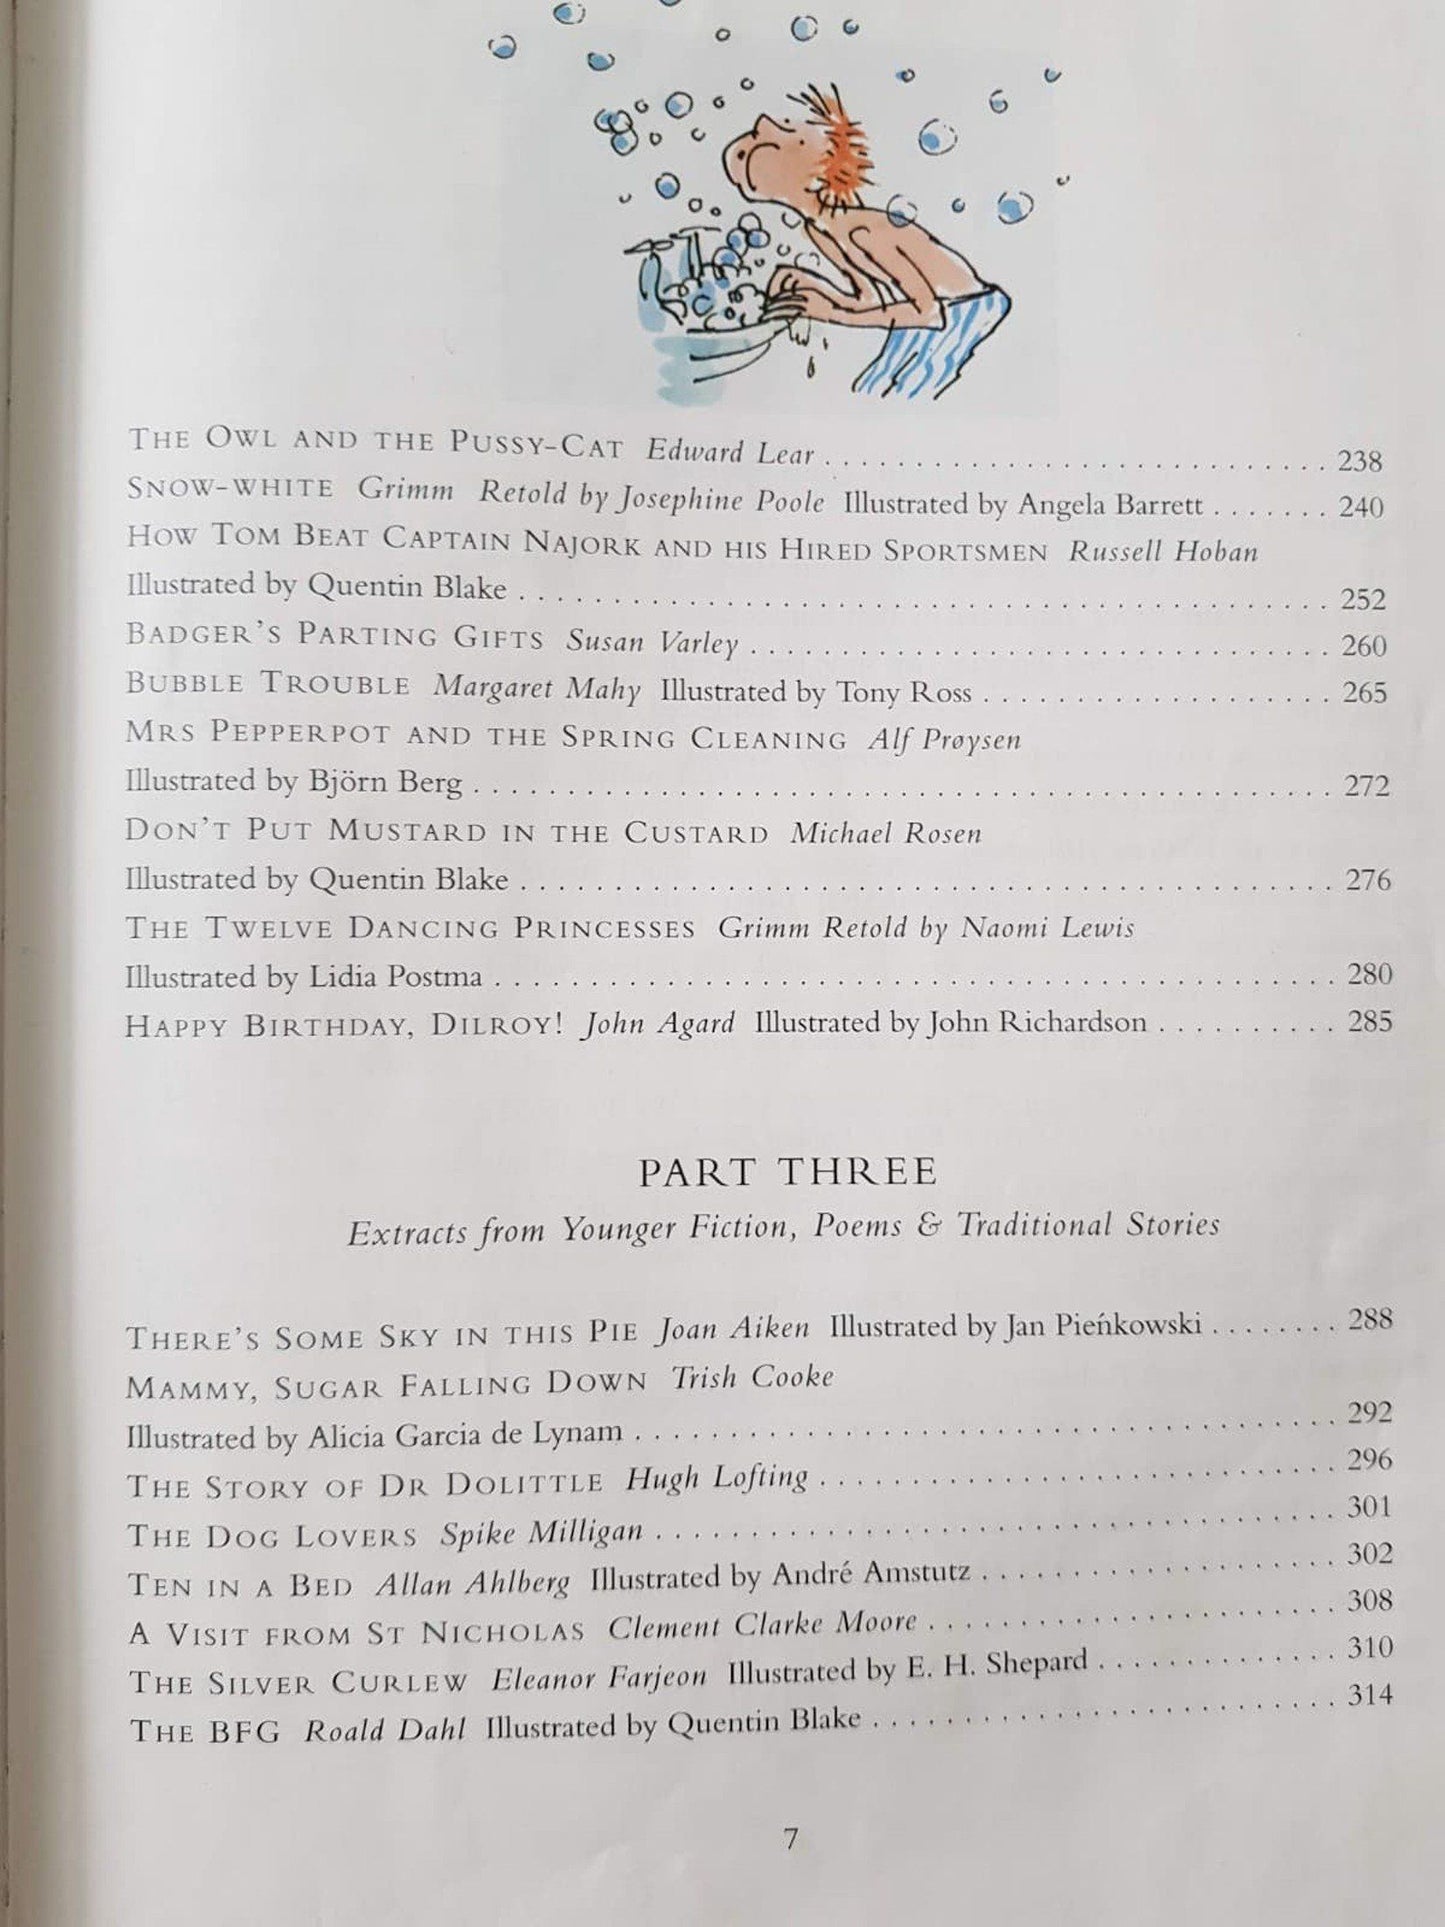 THE OWL AND THE PUSSY-CAT Edward Lear . . . . . . . . . . . . . . . . . . . . . . . . . . . 238
SNOW-WHITE Grimm Retold by Josephine Poole Illustrated by Angela Barrett . . . . . . . 240
HOW TOM BEAT CAPTAIN NAJORK AND HIS HIRED SPORTSMEN Russell Hoban
Illustrated by Quentin Blake . . . . . . . . . . . . . . . . . . . . . . . . . . . . . . . . . . . . . . . . . . . 252
BADGER'S PARTING GIFTS Susan Varley . . . . . . . . . . . . . . . . . . . . . . . . . . . . . . . 260
BUBBLE TROUBLE Margaret Mahy Illustrated by Tony Ross . . . . . . . . . . . . . . . . . . . 265
MRS PEPPERPOT AND THE SPRING CLEANING Alf Prøysen
Illustrated by Björn Berg . . . . . . . . . . . . . . . . . . . . . . . . . . . . . . . . . . . . . . . . . . . . . . 272
DON'T PUT MUSTARD IN THE CUSTARD Michael Rosen
Illustrated by Quentin Blake . . . . . . . . . . . . . . . . . . . . . . . . . . . . . . . . . . . . . . . . . . . 276
THE TWELVE DANCING PRINCESSES Grimm Retold by Naomi Lewis
Illustrated by Lidia Postma . . . . . . . . . . . . . . . . . . . . . . . . . . . . . . . . . . . . . . . . . . . . . 280
HAPPY BIRTHDAY, DILROY! John Agard Illustrated by John Richardson . . . . . . . . . . 285
PART THREE
Extracts from Younger Fiction, Poems & Traditional Stories
THERE'S SOME SKY IN THIS PIE Joan Aiken Illustrated by Jan Pieńkowski . . . . . . . . 288
MAMMY, SUGAR FALLING DOWN Trish Cooke
Illustrated by Alicia Garcia de Lynam . . . . . . . . . . . . . . . . . . . . . . . . . . . . . . . . . . . . . . 292
THE STORY OF DR DOLITTLE Hugh Lofting . . . . . . . . . . . . . . . . . . . . . . . . . . . . 296
THE DOG LOVERS Spike Milligan . . . . . . . . . . . . . . . . . . . . . . . . . . . . . . . . . . . . 301
TEN IN A BED Allan Ahlberg Illustrated by André Amstutz . . . . . . . . . . . . . . . . . . . 302
A VISIT FROM ST NICHOLAS Clement Clarke Moore . . . . . . . . . . . . . . . . . . . . . . 308
THE SILVER CURLEW Eleanor Farjeon Illustrated by E. H. Shepard . . . . . . . . . . . . . 310
THE BFG Roald Dahl Illustrated by Quentin Blake . . . . . . . . . . . . . . . . . . . . . . . . . 314
7